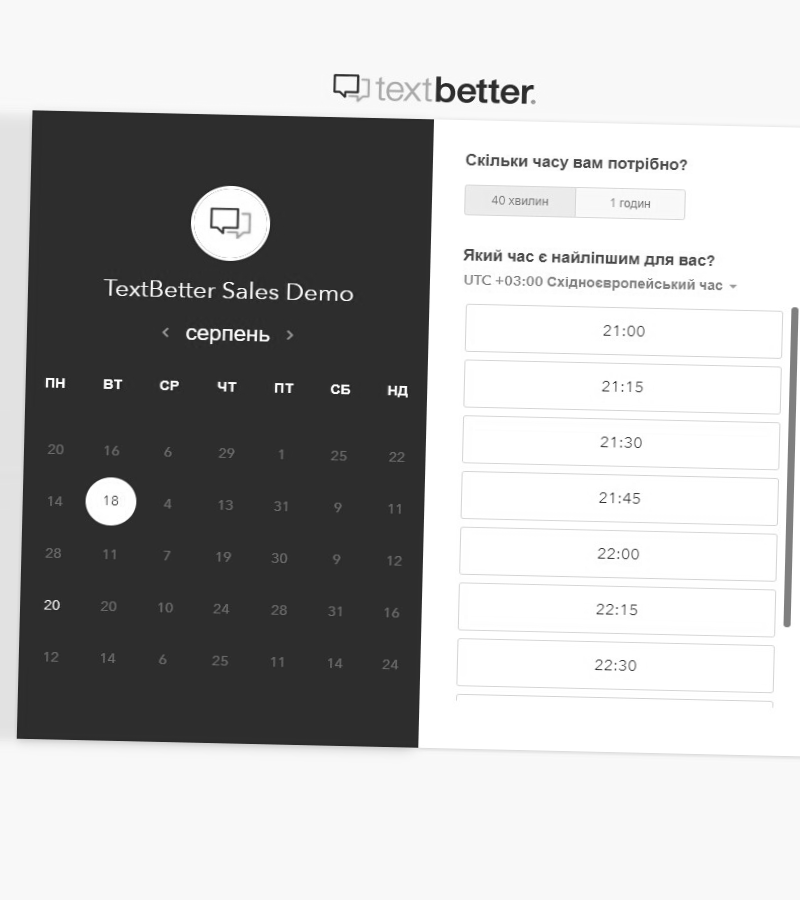 textbetter.
TextBetter Sales Demo
серпень
ПН ВТ СР ЧТ ПТ СБ НД
20 16 6 29 1 25 22
14 18 4 13 31 9 11
28 11 7 19 30 9 12
20 20 10 24 28 31 16
12 14 6 25 11 14 24
Скільки часу вам потрібно?
40 хвилин 1 годин
Який час є найліпшим для вас?
UTC +03:00 Східноєвропейський час
21:00
21:15
21:30
21:45
22:00
22:15
22:30